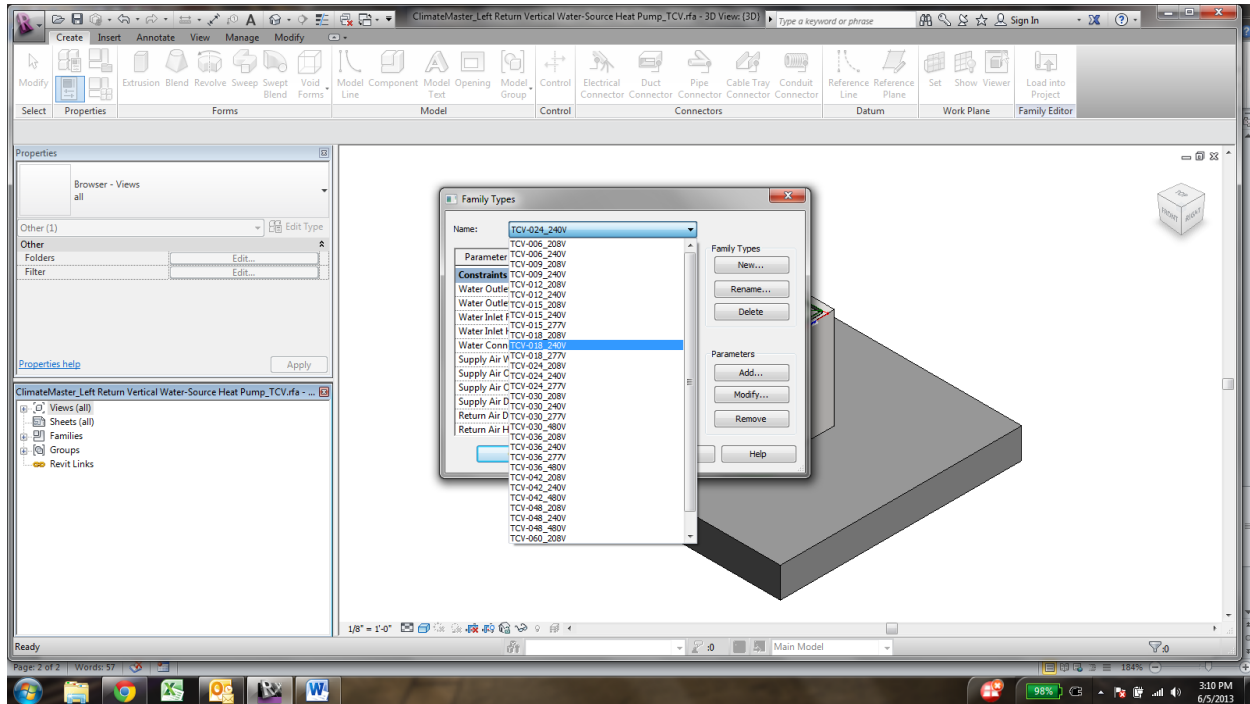 ClimateMaster_Left Return Vertical Water-Source Heat Pump_TCV.rfa - 3D View: {3D}
Type a keyword or phrase
Sign In
Create Insert Annotate View Manage Modify
Modify
Extrusion Blend Revolve Sweep Swept Blend Void Forms
Model Line Component Model Text Opening Model Group
Control
Electrical Connector Duct Connector Pipe Connector Cable Tray Connector Conduit Connector
Reference Line Reference Plane
Set Show Viewer
Load into Project
Select Properties Forms Model Control Connectors Datum Work Plane Family Editor
Properties
Browser - Views
all
Other (1)
Edit Type
Other
Folders Edit...
Filter Edit...
Properties help
Apply
ClimateMaster_Left Return Vertical Water-Source Heat Pump_TCV.rfa - ...
Views (all)
Sheets (all)
Families
Groups
Revit Links
TOP
FRONT
RIGHT
Family Types
Name:
TCV-024_240V
Parameter
Constraints
Water Outle
Water Outle
Water Inlet
Water Inlet
Water Conn
Supply Air
Supply Air
Supply Air
Supply Air D
Return Air D
Return Air H
TCV-006_208V
TCV-006_240V
TCV-009_208V
TCV-009_240V
TCV-012_208V
TCV-012_240V
TCV-015_208V
TCV-015_240V
TCV-015_277V
TCV-018_208V
TCV-018_240V
TCV-018_277V
TCV-024_208V
TCV-024_240V
TCV-024_277V
TCV-030_208V
TCV-030_240V
TCV-030_277V
TCV-030_480V
TCV-036_208V
TCV-036_240V
TCV-036_277V
TCV-036_480V
TCV-042_208V
TCV-042_240V
TCV-042_480V
TCV-048_208V
TCV-048_240V
TCV-048_480V
TCV-060_208V
Family Types
New...
Rename...
Delete
Parameters
Add...
Modify...
Remove
Help
1/8" = 1'-0"
Ready
:0
Main Model
:0
Page: 2 of 2
Words: 57
184%
98%
3:10 PM
6/5/2013